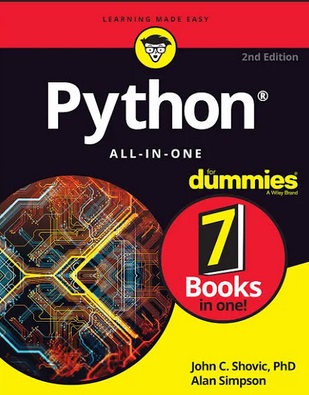 LEARNING MADE EASY
2nd Edition
Python®
ALL-IN-ONE
for
dummies®
A Wiley Brand
7
Books
in one!
John C. Shovic, PhD
Alan Simpson